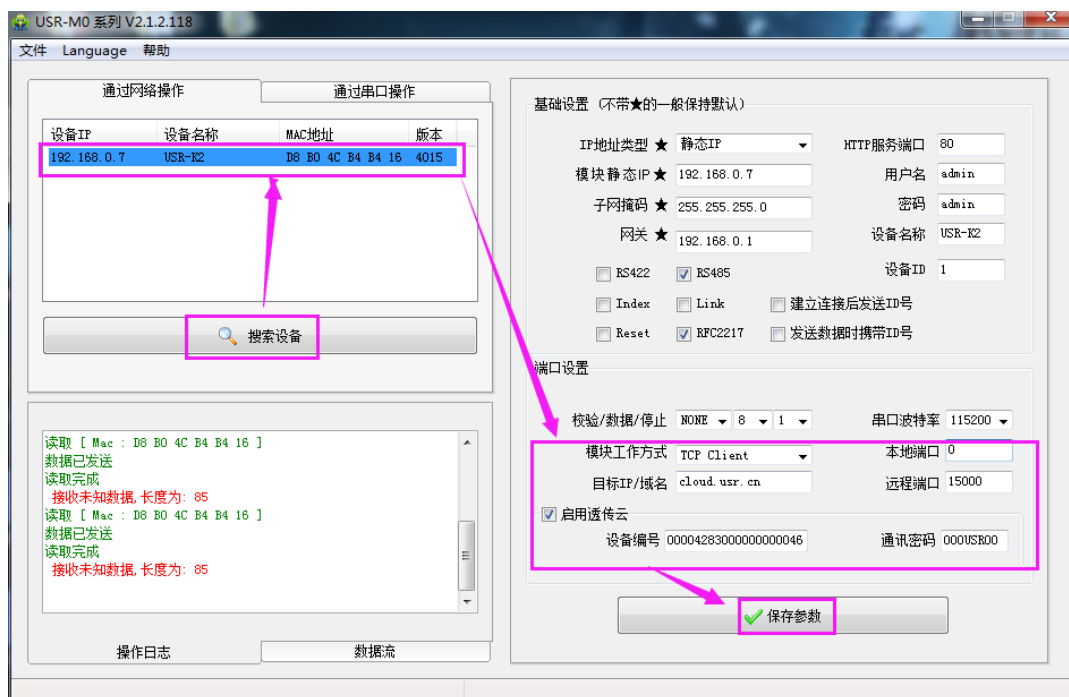 USR-M0 系列 V2.1.2.118
文件 Language 帮助
通过网络操作 通过串口操作
设备IP 设备名称 MAC地址 版本
192.168.0.7 USR-K2 D8 B0 4C B4 B4 16 4015
搜索设备
读取 [ Mac : D8 B0 4C B4 B4 16 ]
数据已发送
读取完成
接收未知数据,长度为: 85
读取 [ Mac : D8 B0 4C B4 B4 16 ]
数据已发送
读取完成
接收未知数据,长度为: 85
操作日志 数据流
基础设置 (不带★的一般保持默认)
IP地址类型 ★ 静态IP HTTP服务端口 80
模块静态IP★ 192.168.0.7 用户名 admin
子网掩码 ★ 255.255.255.0 密码 admin
网关 ★ 192.168.0.1 设备名称 USR-K2
RS422 RS485 设备ID 1
Index Link 建立连接后发送ID号
Reset RFC2217 发送数据时携带ID号
端口设置
校验/数据/停止 NONE 8 1 串口波特率 115200
模块工作方式 TCP Client 本地端口 0
目标IP/域名 cloud.usr.cn 远程端口 15000
启用透传云
设备编号 00004283000000000046 通讯密码 000USR00
保存参数